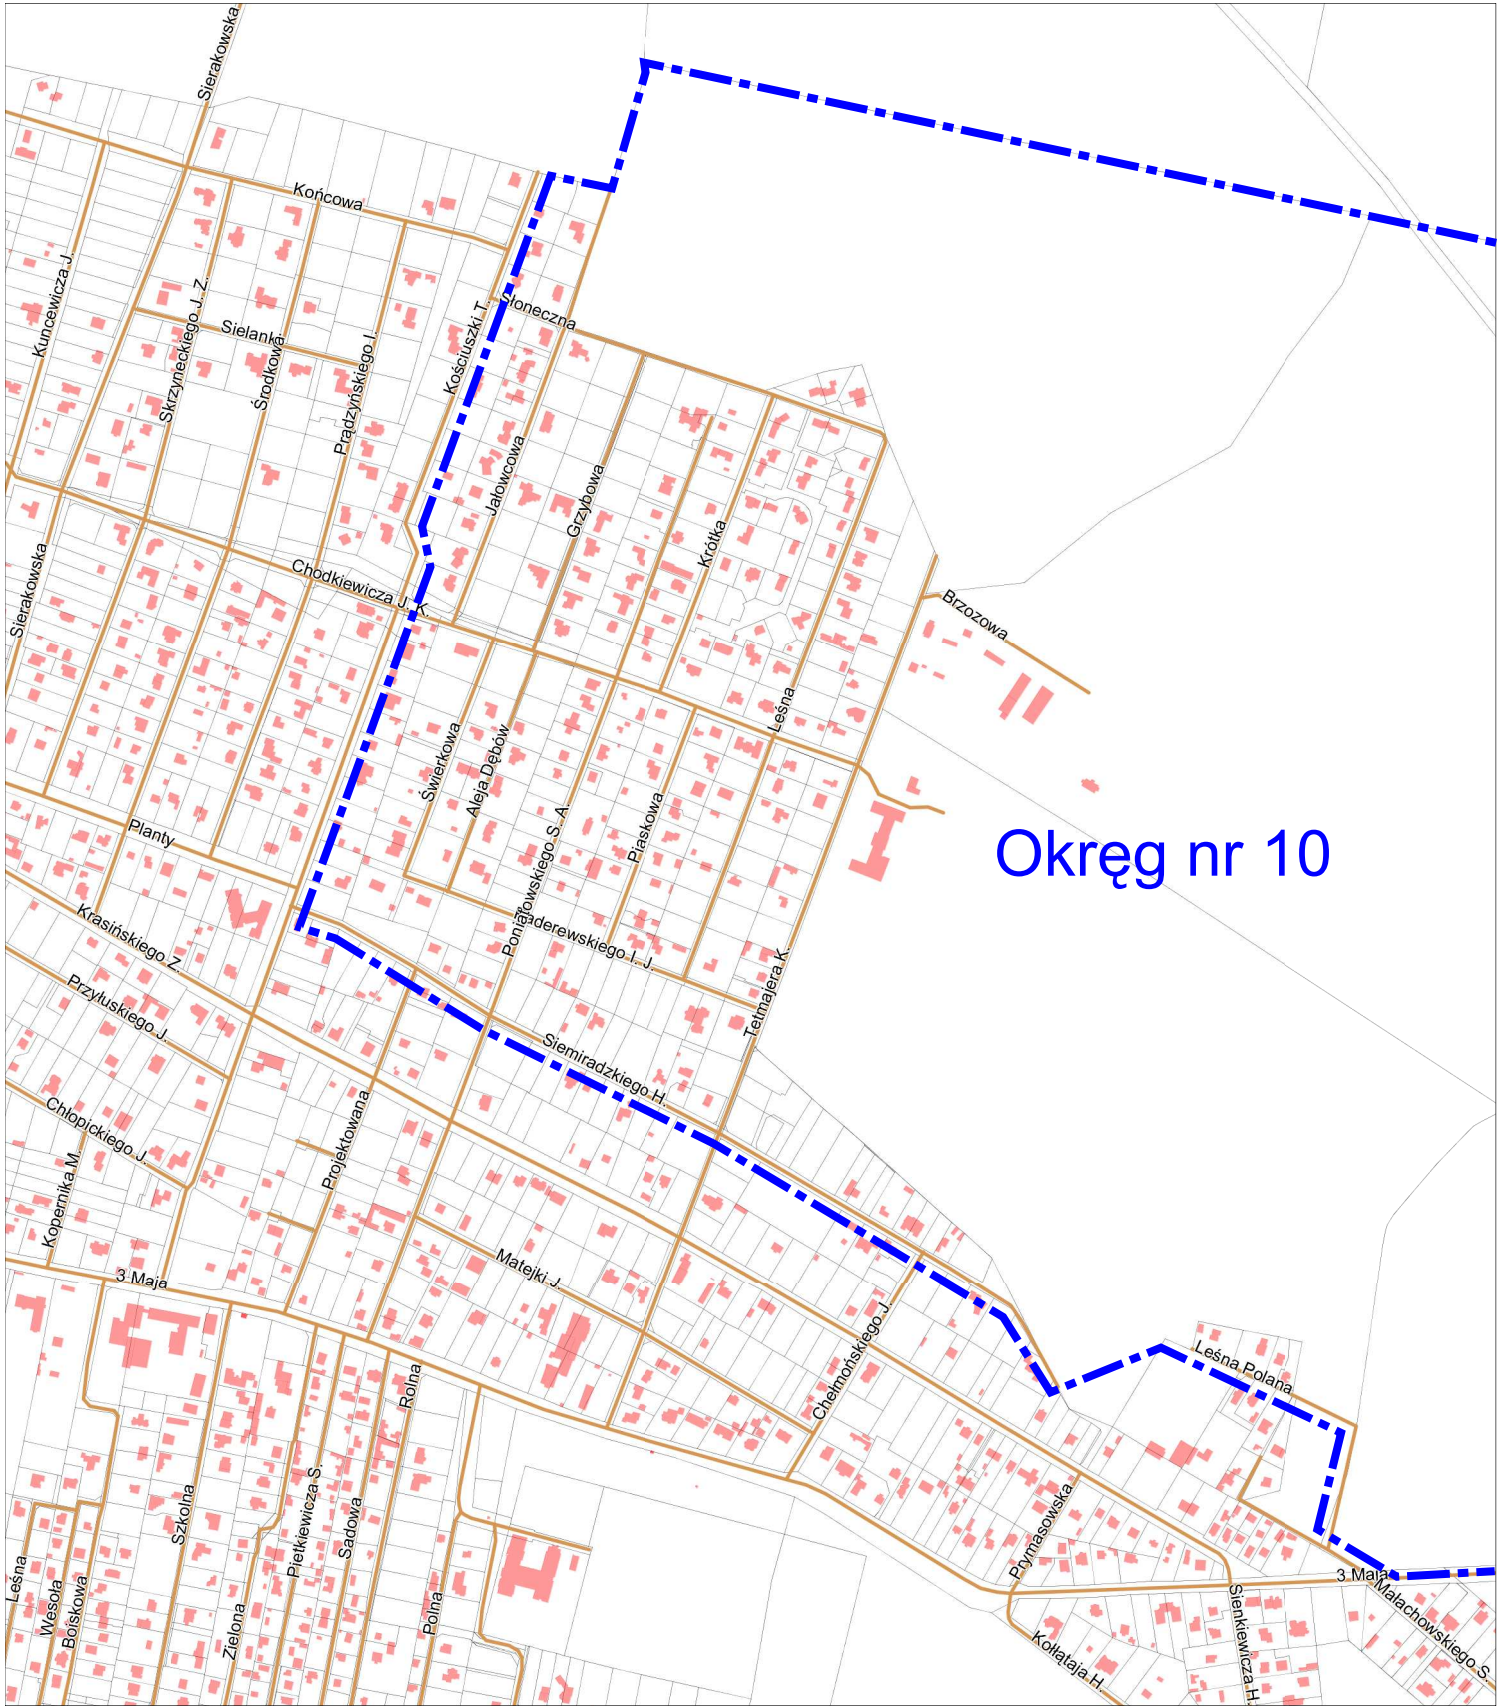 Sierakowska
Końcowa
Kuncewicza J.
Skrzyneckiego J. Z.
Sielanki
Środkowa
Prądzyńskiego I.
Kościuszki T.
Słoneczna
Jałowcowa
Grzybowa
Krótka
Sierakowska
Chodkiewicza J. K.
Brzozowa
Leśna
Świerkowa
Aleja Dębów
Poniatowskiego S. A.
Piaskowa
Planty
Okręg nr 10
Krasińskiego Z.
Paderewskiego I. J.
Przyłuskiego J.
Tetmajera K.
Siemiradzkiego H.
Chłopickiego J.
Projektowana
Kopernika M.
3 Maja
Matejki J.
Chełmońskiego J.
Leśna Polana
Rolna
Szkolna
Pietkiewicza S.
Sadowa
Prymasowska
Leśna
Wesoła
Boiskowa
Zielona
Polna
3 Maja
Małachowskiego S.
Sienkiewicza H.
Kołłątaja H.